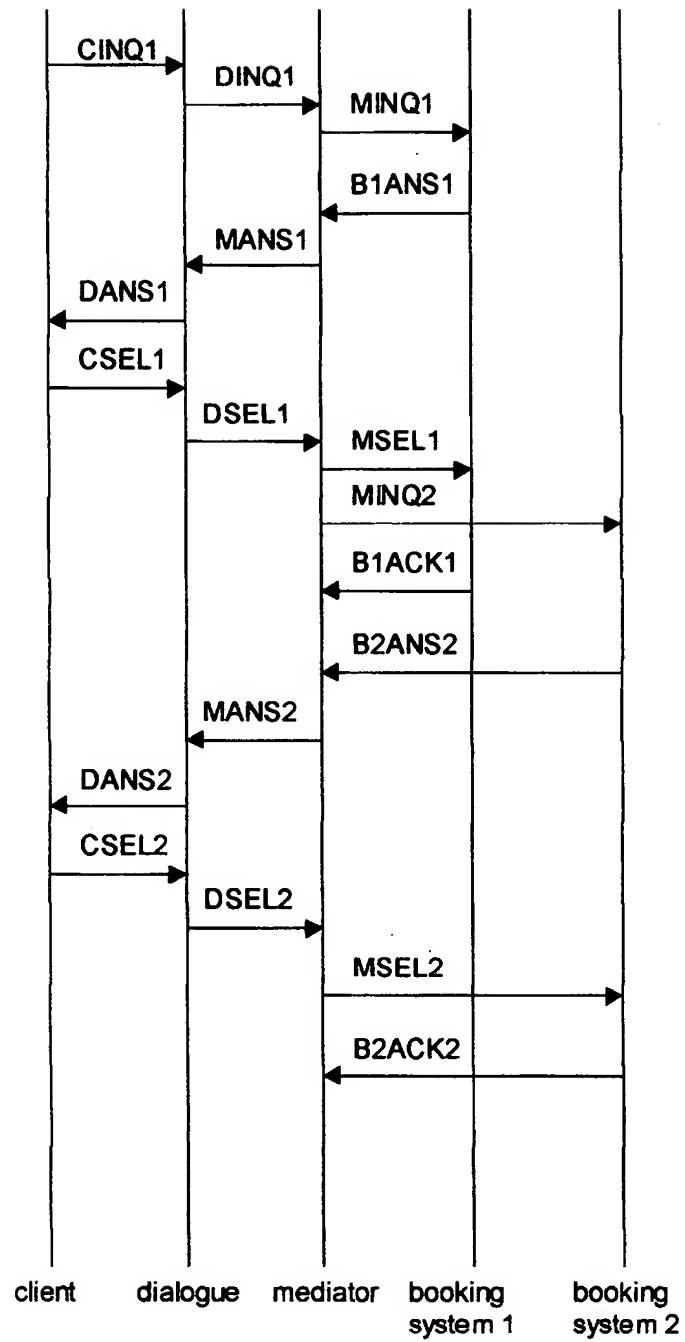 CINQ1
DINQ1
MINQ1
B1ANS1
MANS1
DANS1
CSEL1
DSEL1
MSEL1
MINQ2
B1ACK1
B2ANS2
MANS2
DANS2
CSEL2
DSEL2
MSEL2
B2ACK2
client dialogue mediator booking booking
system 1 system 2